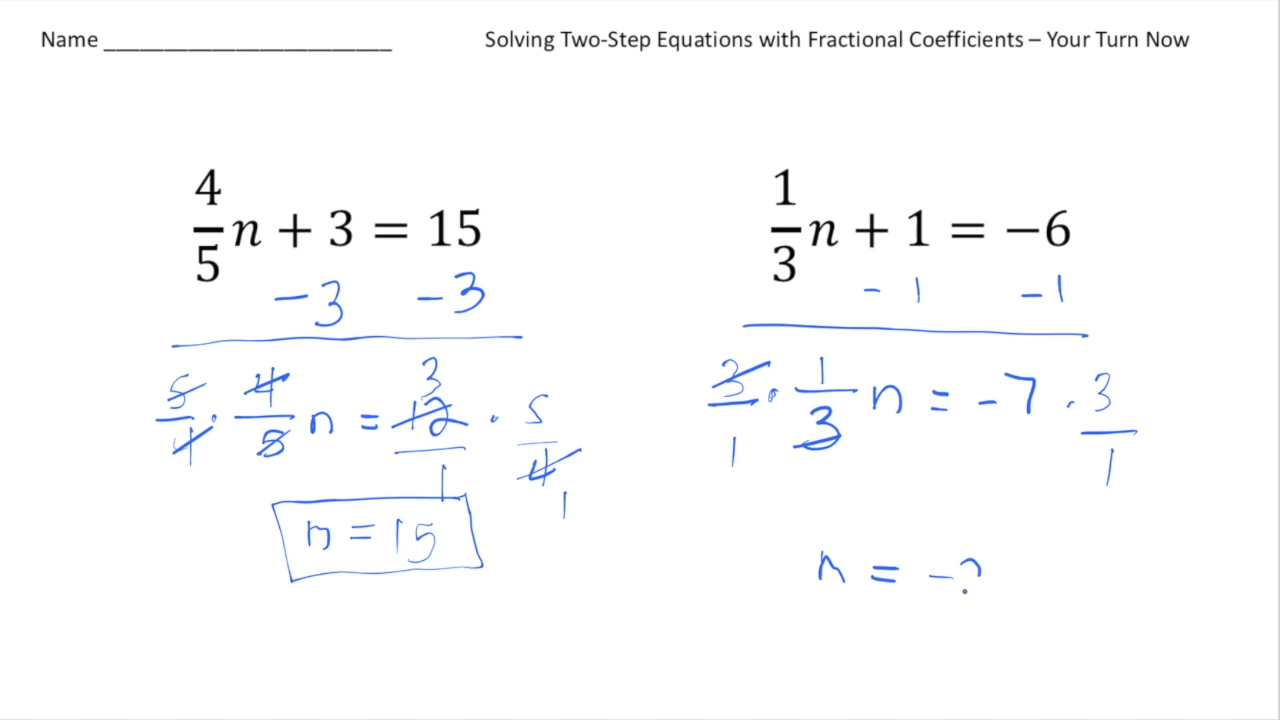 Name ________________________ Solving Two-Step Equations with Fractional Coefficients – Your Turn Now
4/5 n + 3 = 15
- 3 - 3
5/4 · 4/5 n = 12/1 · 5/4
3
1
n = 15
1/3 n + 1 = −6
- 1 - 1
3/1 · 1/3 n = - 7 · 3/1
n = -